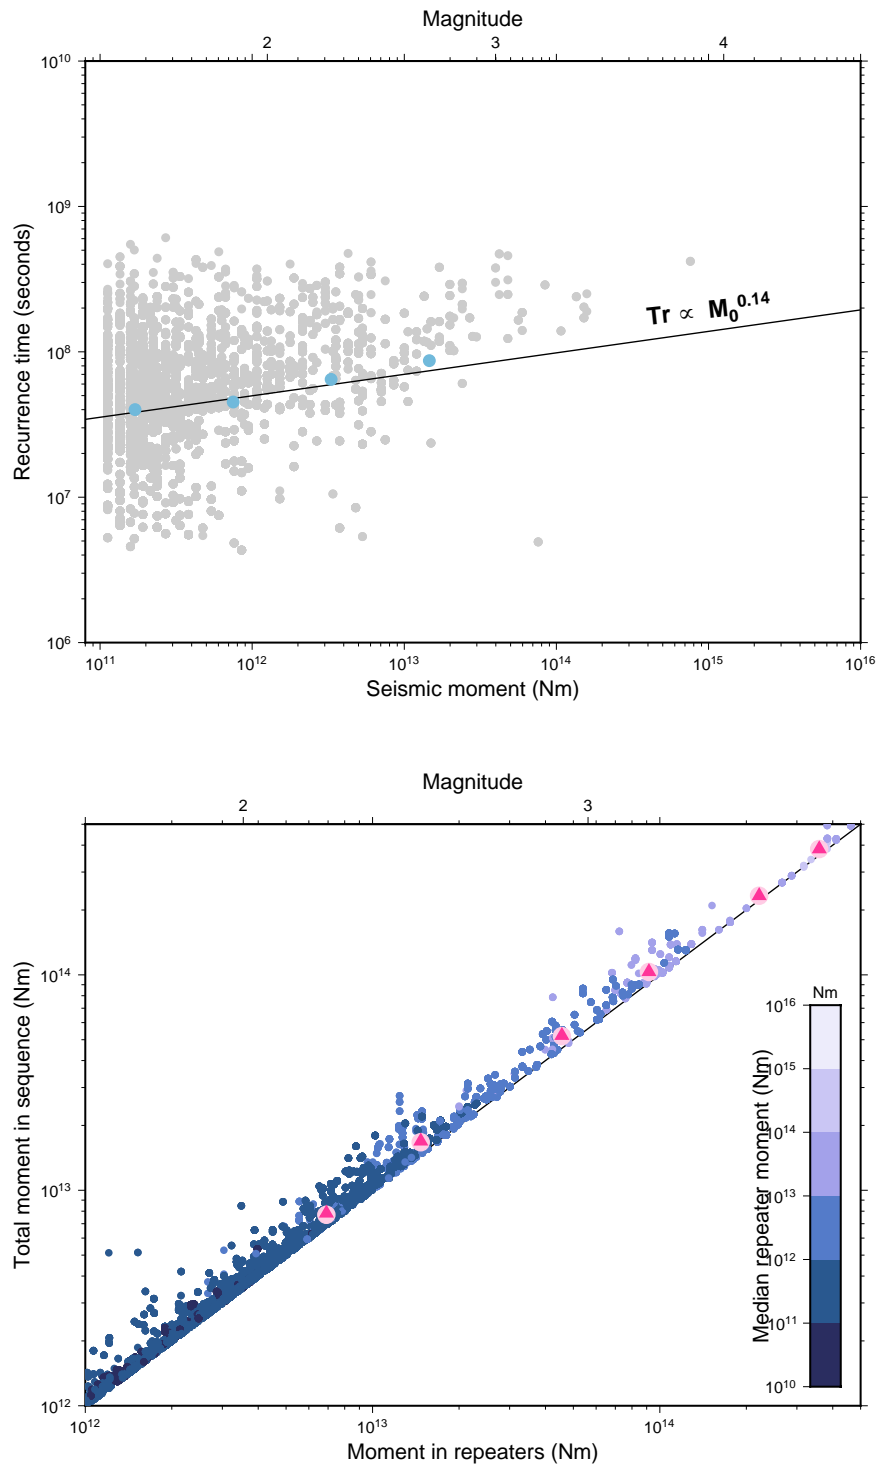 Magnitude
2 3 4
10^10
10^9
10^8
10^7
10^6
Recurrence time (seconds)
Tr ∝ M_0^0.14
10^11 10^12 10^13 10^14 10^15 10^16
Seismic moment (Nm)
Magnitude
2 3
10^14
10^13
10^12
Total moment in sequence (Nm)
Nm
10^16
10^15
10^14
10^13
10^12
10^11
10^10
Median repeater moment (Nm)
10^12 10^13 10^14
Moment in repeaters (Nm)